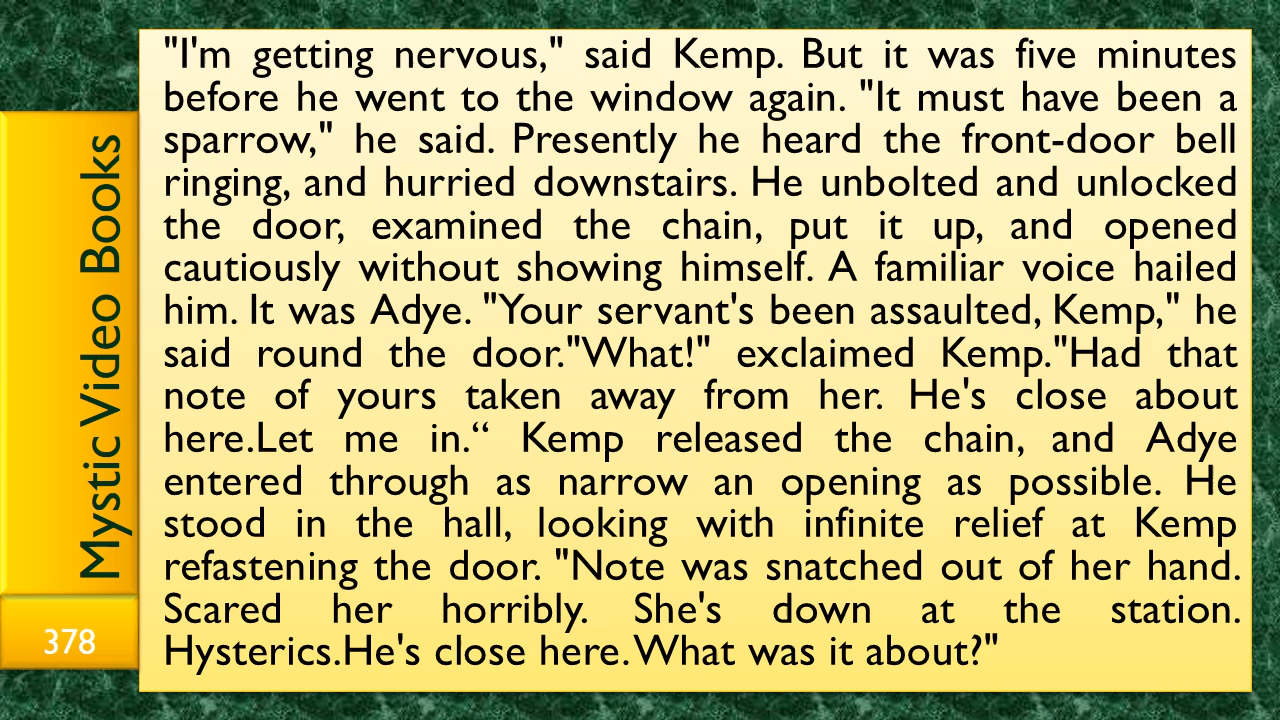 "I'm getting nervous," said Kemp. But it was five minutes
before he went to the window again. "It must have been a
sparrow," he said. Presently he heard the front-door bell
ringing, and hurried downstairs. He unbolted and unlocked
the door, examined the chain, put it up, and opened
cautiously without showing himself. A familiar voice hailed
him. It was Adye. "Your servant's been assaulted, Kemp," he
said round the door."What!" exclaimed Kemp."Had that
note of yours taken away from her. He's close about
here.Let me in.“ Kemp released the chain, and Adye
entered through as narrow an opening as possible. He
stood in the hall, looking with infinite relief at Kemp
refastening the door. "Note was snatched out of her hand.
Scared her horribly. She's down at the station.
Hysterics.He's close here. What was it about?"
Mystic Video Books
378